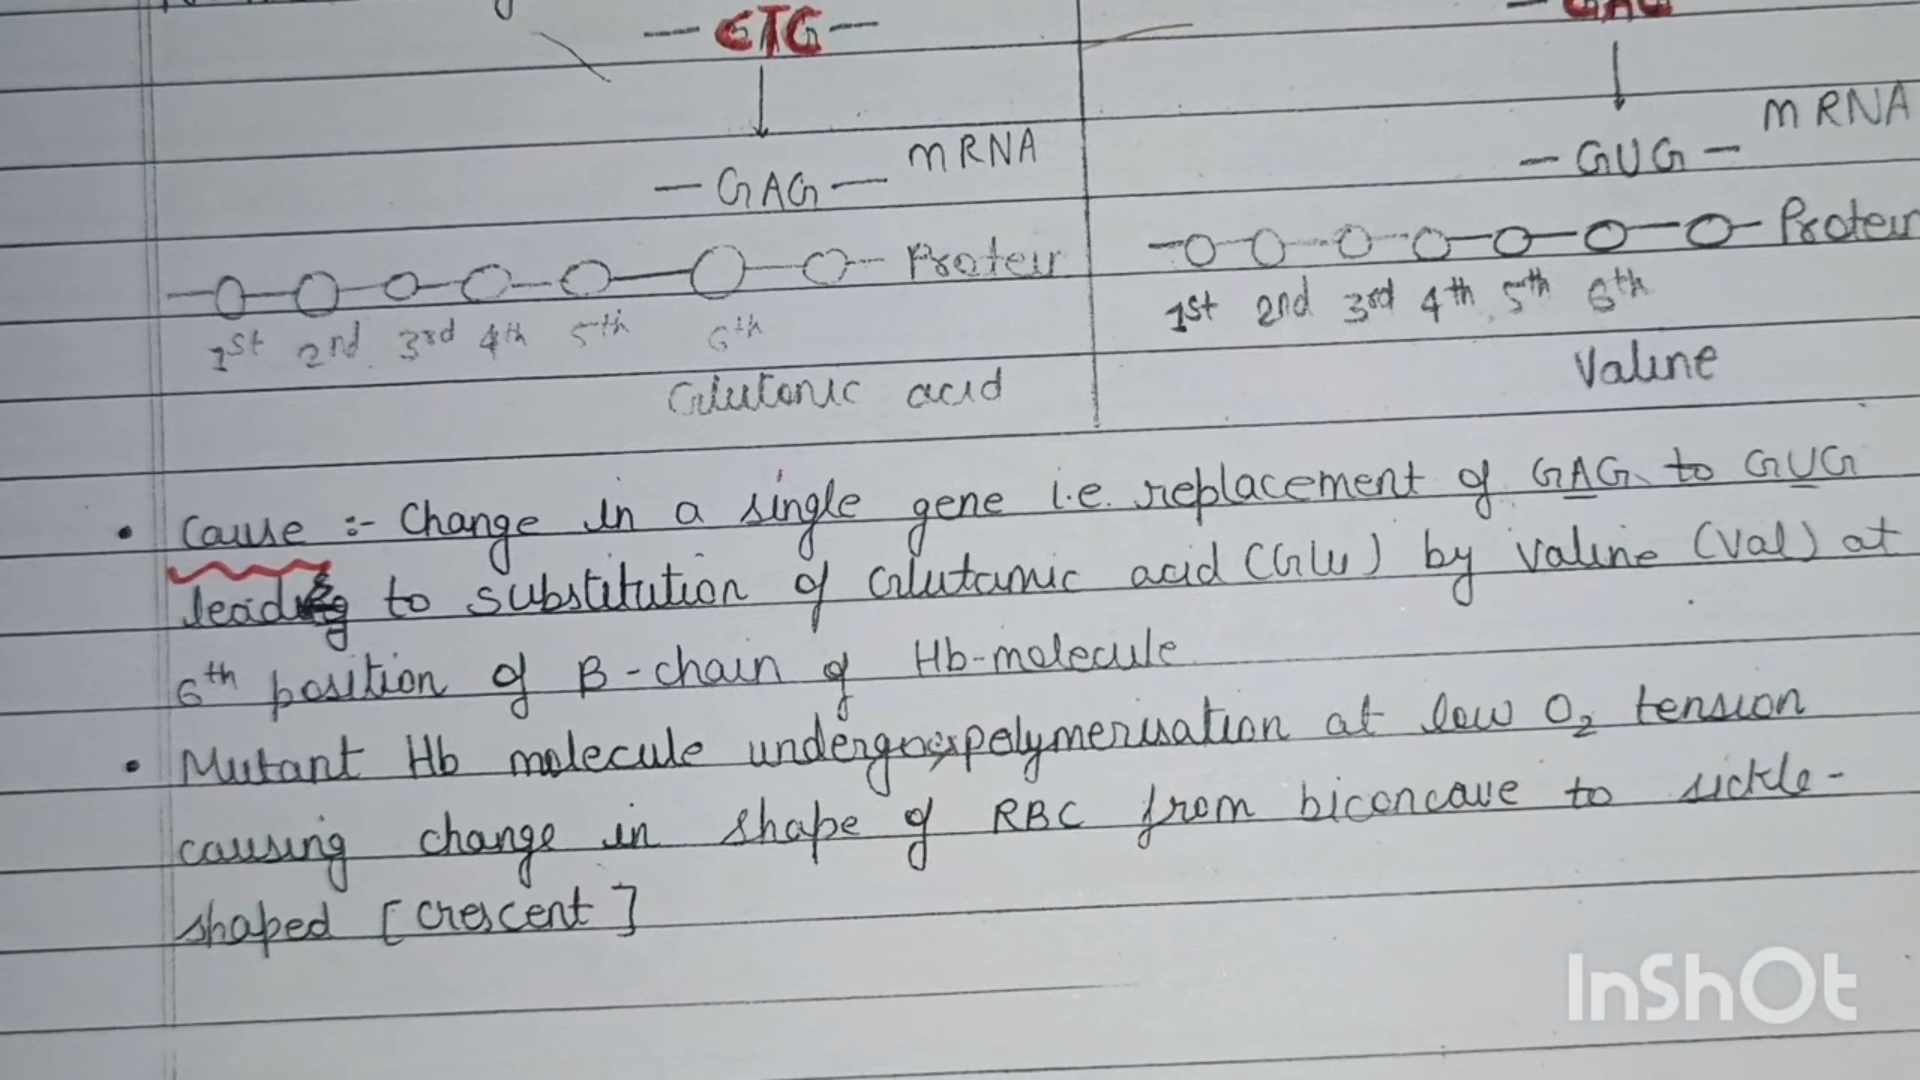 — CTC — — CAC
mRNA mRNA
— GAG — — GUG —
Protein Protein
1st 2nd 3rd 4th 5th 6th 1st 2nd 3rd 4th 5th 6th
Glutamic acid Valine
• Cause :- Change in a single gene i.e. replacement of GAG to GUG
leading to substitution of Glutamic acid (Glu) by Valine (Val) at
6th position of B-chain of Hb-molecule
• Mutant Hb molecule undergoes polymerisation at low O2 tension
causing change in shape of RBC from biconcave to sickle-
shaped [Crescent]
InShOt